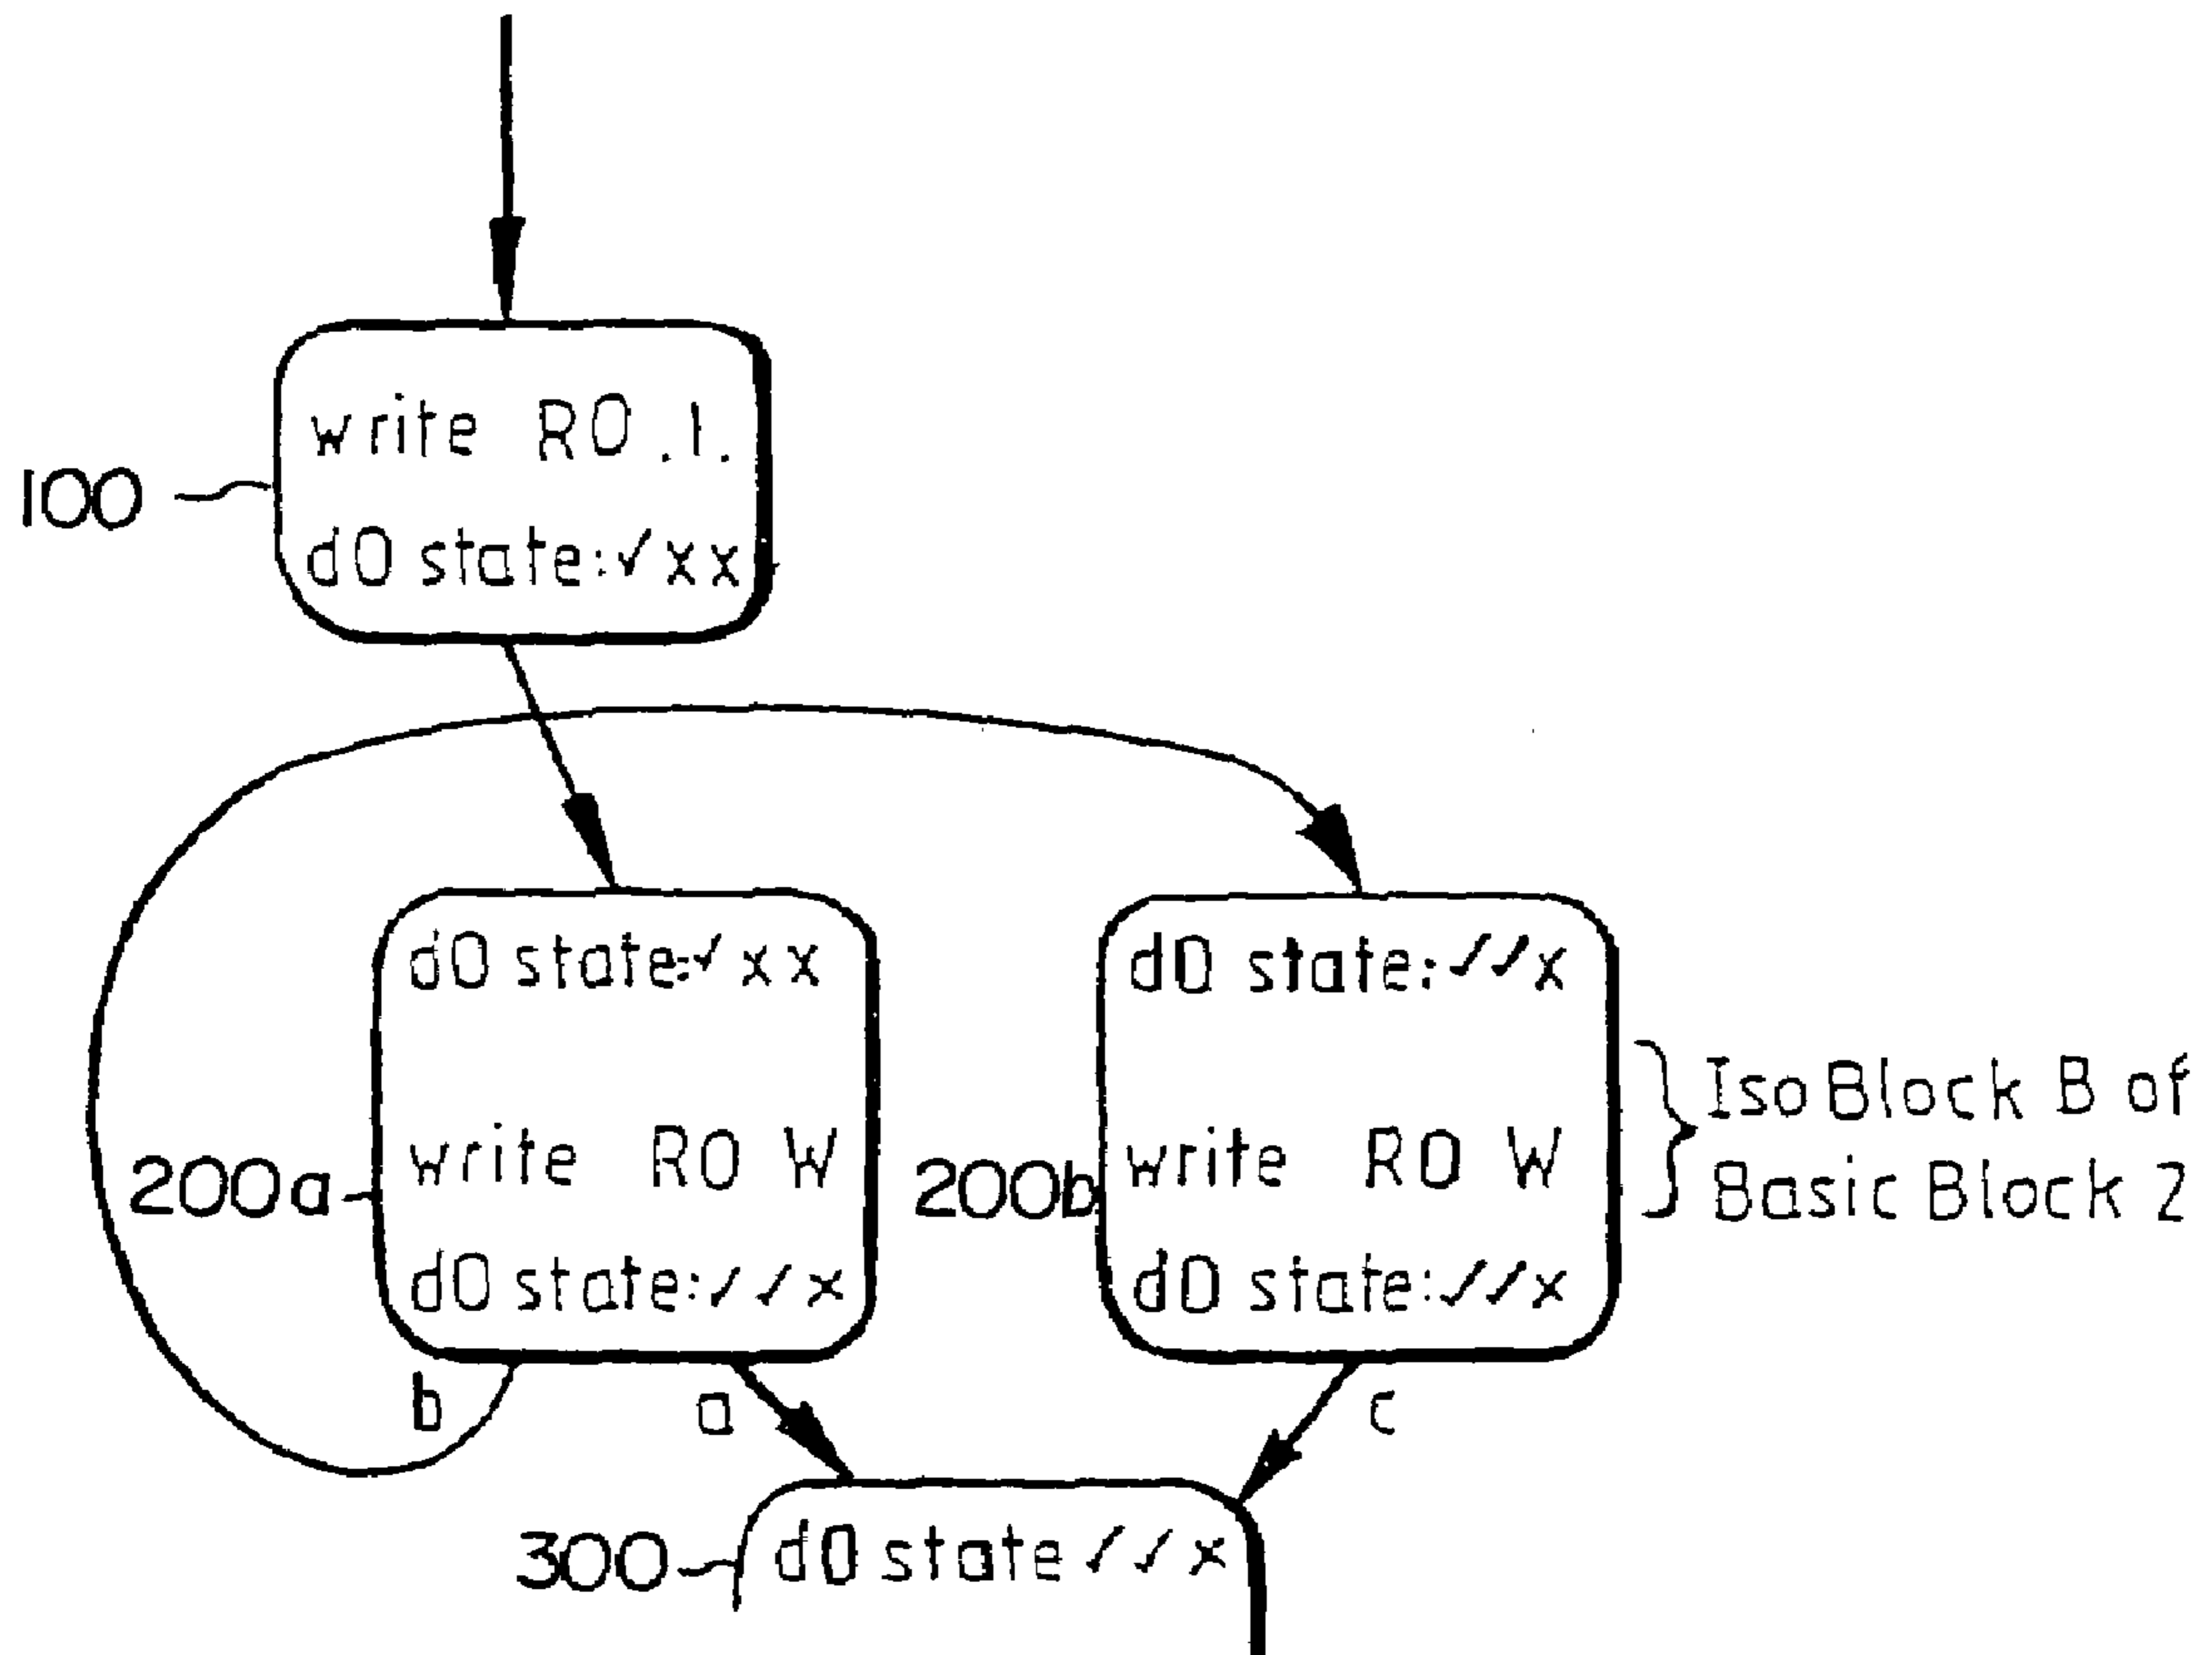 write R0 .l.
100
d0 state:✓xx
d0 state:✓xx
write R0 W
200a
d0 state:✓✓x
d0 state:✓✓x
write R0 W
200b
d0 state:✓✓x
Iso Block B of
Basic Block 2
b
a
c
300
d0 state ✓✓x